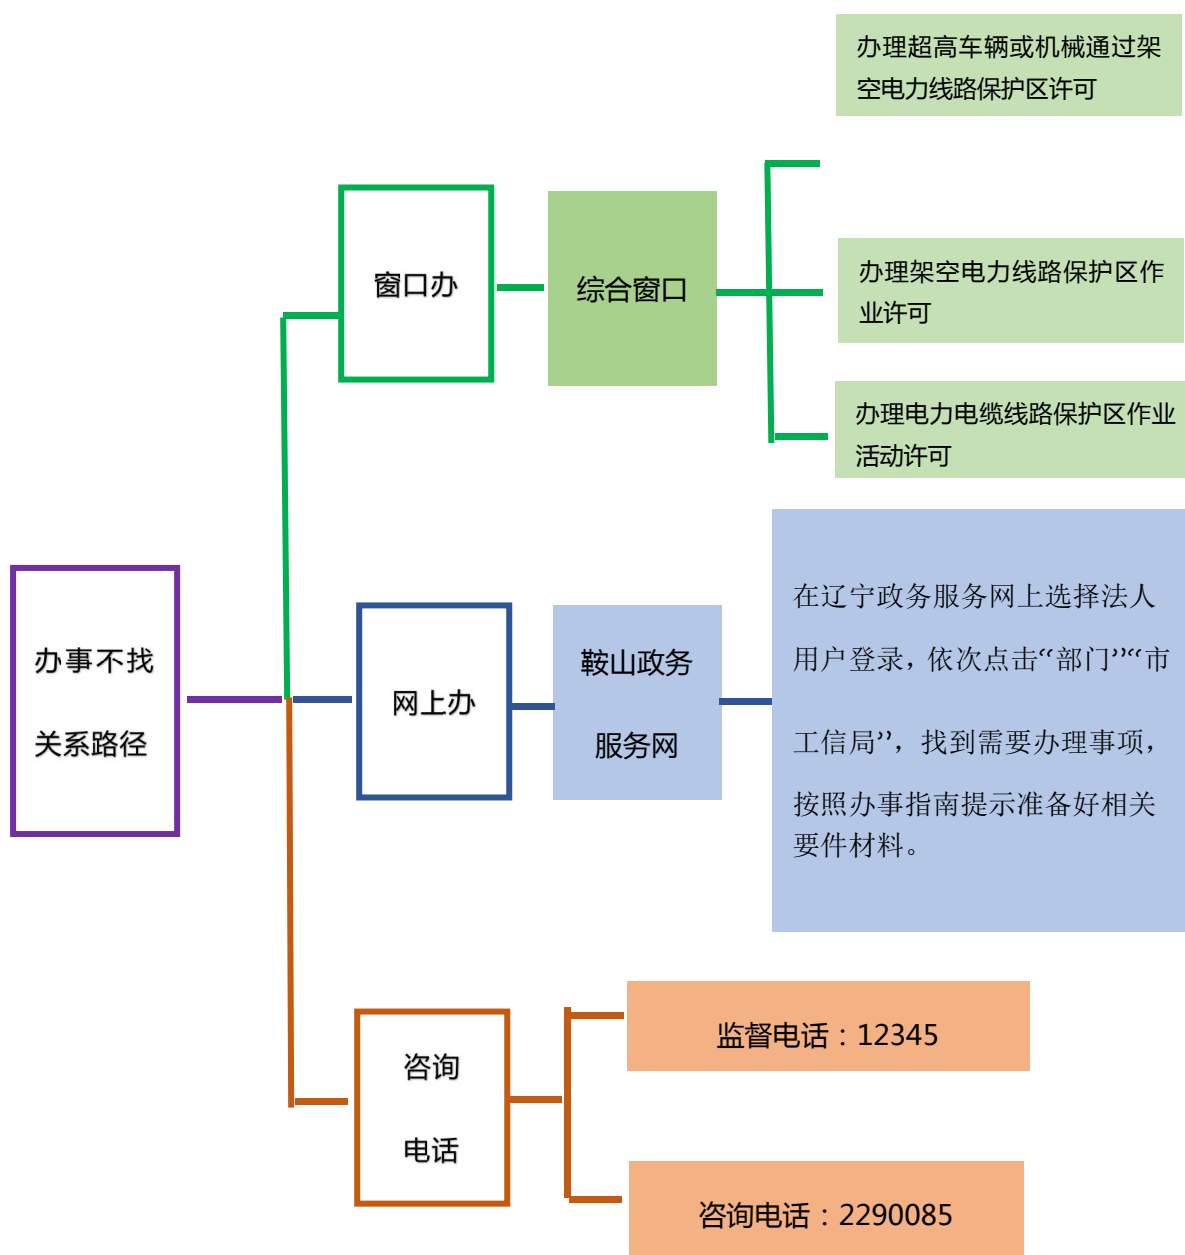 办理超高车辆或机械通过架
空电力线路保护区许可
窗口办
综合窗口
办理架空电力线路保护区作
业许可
办理电力电缆线路保护区作业
活动许可
办事不找
关系路径
网上办
鞍山政务
服务网
在辽宁政务服务网上选择法人
用户登录，依次点击“部门”“市
工信局”，找到需要办理事项，
按照办事指南提示准备好相关
要件材料。
咨询
电话
监督电话：12345
咨询电话：2290085